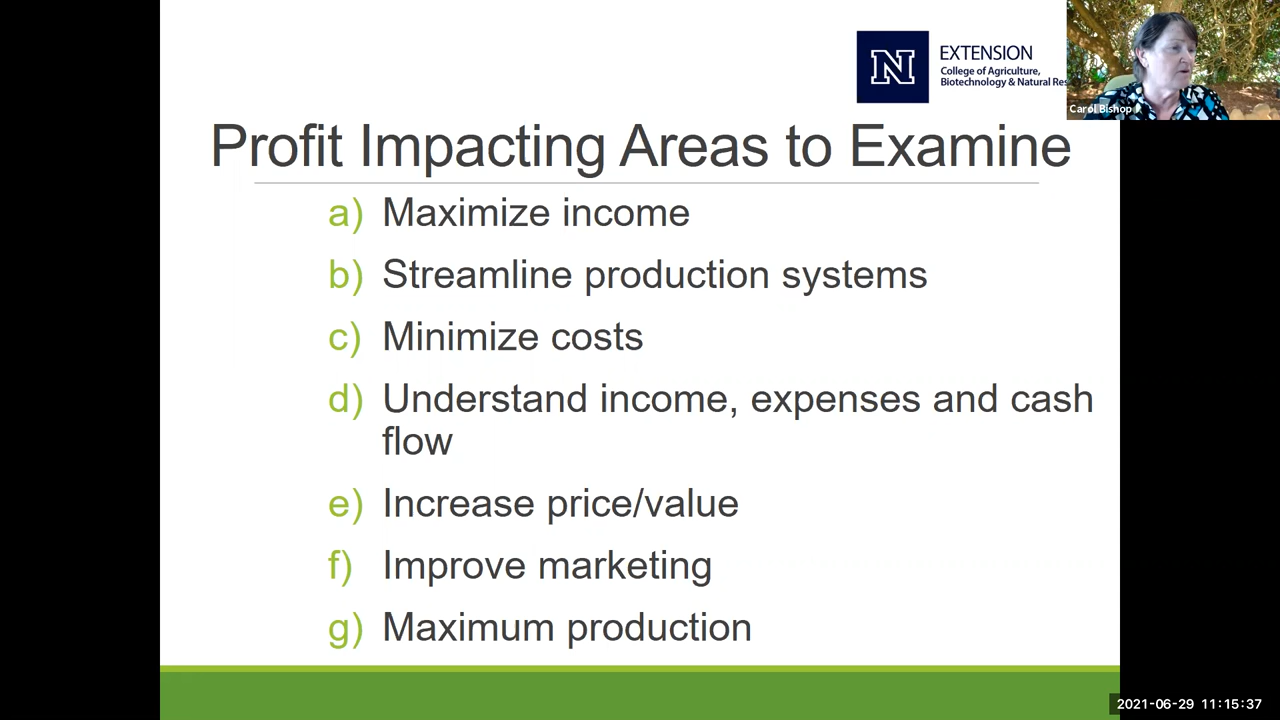 N EXTENSION
College of Agriculture,
Biotechnology & Natural Res
Carol Bishop
Profit Impacting Areas to Examine
a) Maximize income
b) Streamline production systems
c) Minimize costs
d) Understand income, expenses and cash
flow
e) Increase price/value
f) Improve marketing
g) Maximum production
2021-06-29 11:15:37